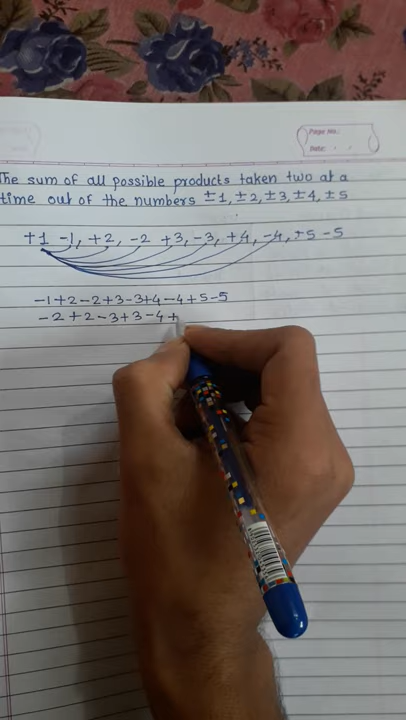 Page No.:
Date:
The sum of all possible products taken two at a
time out of the numbers ±1, ±2, ±3, ±4, ±5
+1 -1, +2, -2 +3, -3, +4, -4, +5 -5
-1+2-2+3-3+4-4+5-5
-2+2-3+3-4+